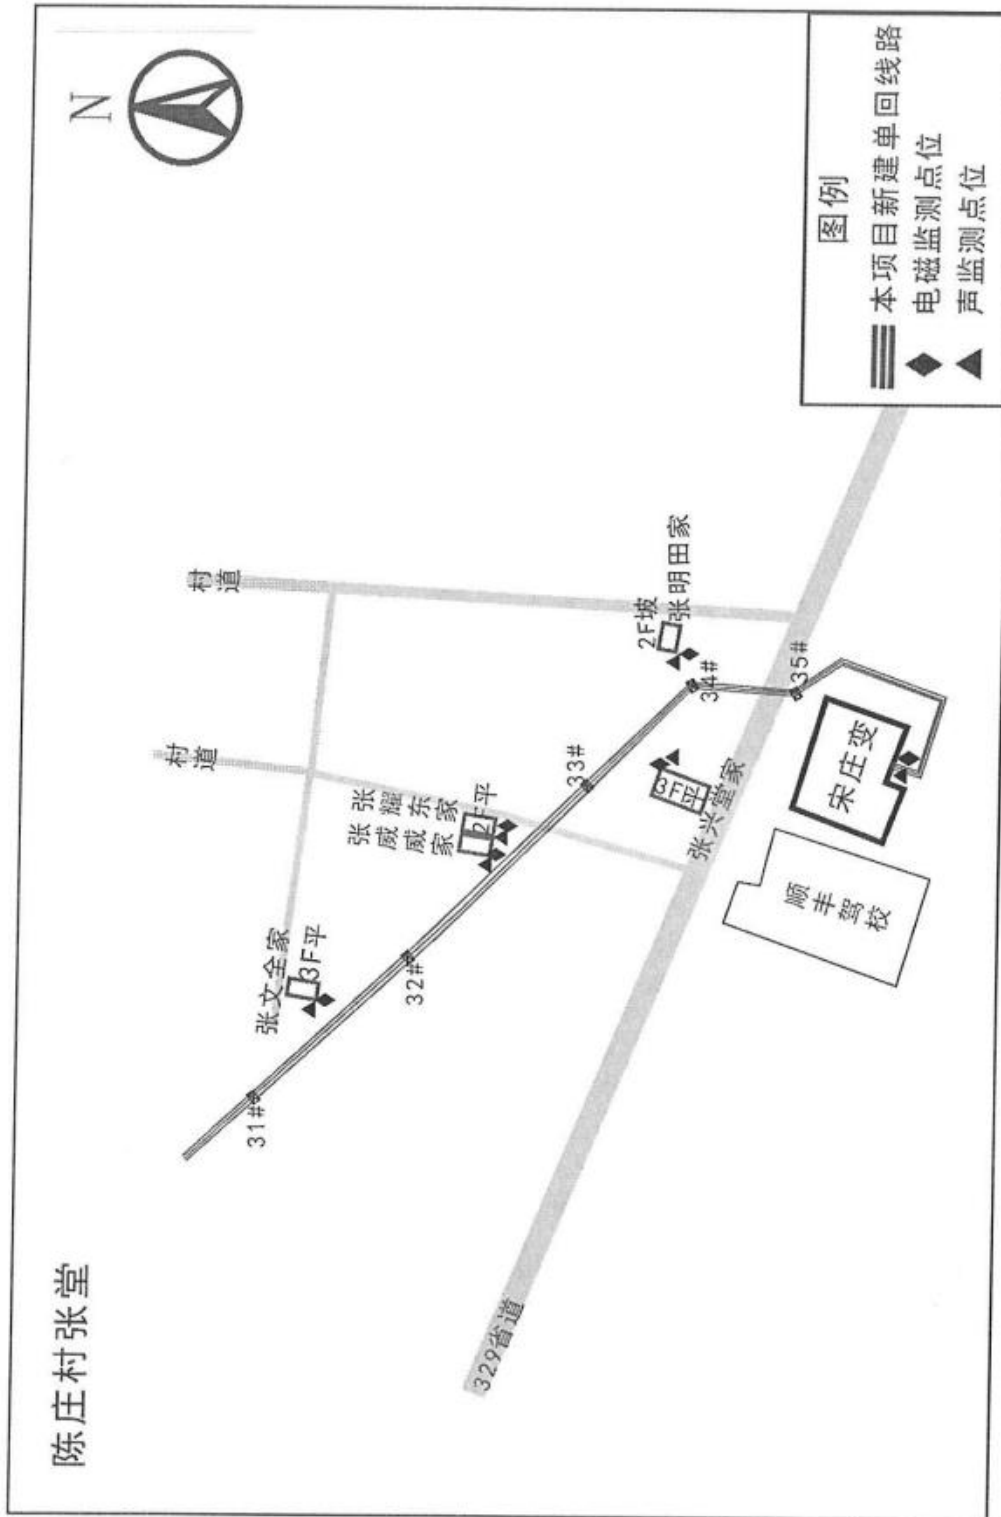 陈庄村张堂
N
村道
村道
张文全家
3F平
张耀东家
张威威家
2F平
2F坡
张明田家
31#
32#
33#
34#
35#
3F平
张兴堂家
329省道
宋庄变
顺丰驾校
图例
本项目新建单回线路
电磁监测点位
声监测点位